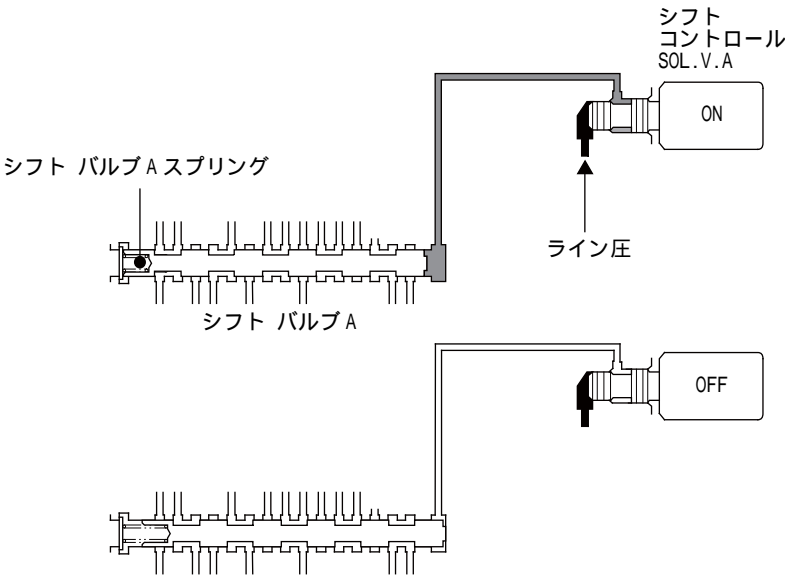 シフト
コントロール
SOL.V.A
ON
シフト バルブ A スプリング
ライン圧
シフト バルブ A
OFF